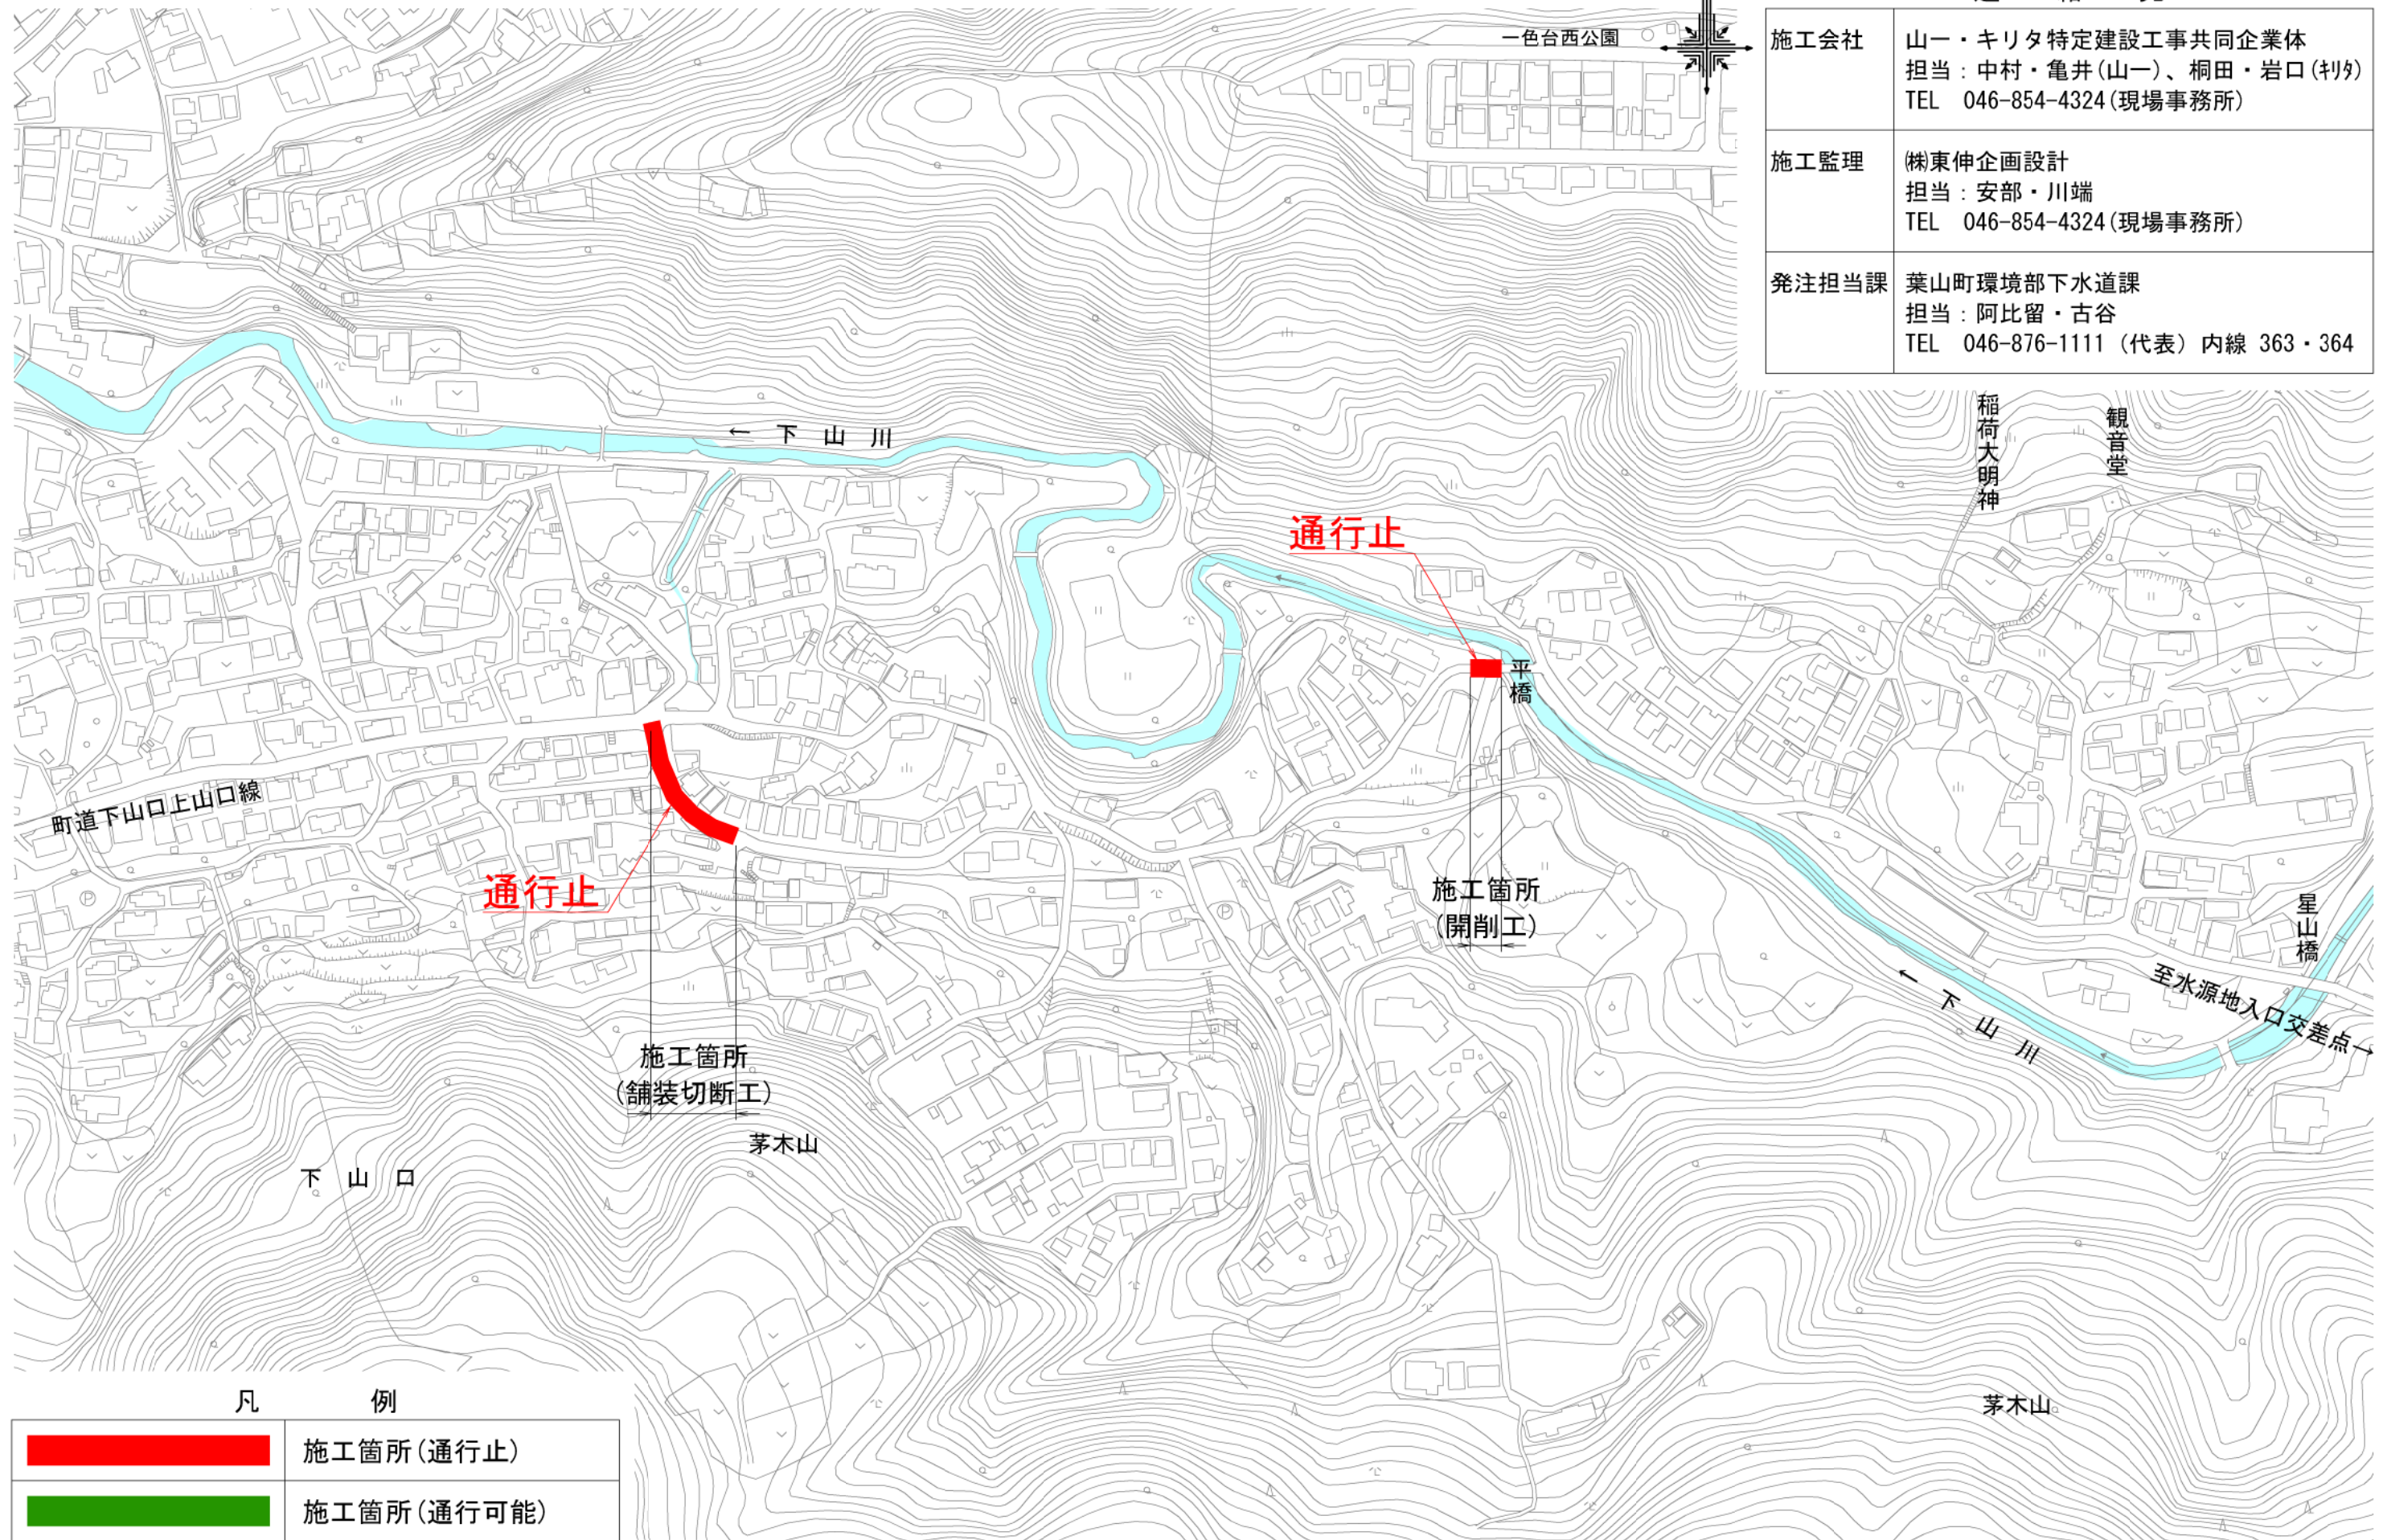 一色台西公園
施工会社
山一・キリタ特定建設工事共同企業体
担当：中村・亀井(山一)、桐田・岩口(ｷﾘﾀ)
TEL 046-854-4324(現場事務所)
施工監理
㈱東伸企画設計
担当：安部・川端
TEL 046-854-4324(現場事務所)
発注担当課
葉山町環境部下水道課
担当：阿比留・古谷
TEL 046-876-1111（代表）内線 363・364
稲荷大明神
観音堂
← 下山川
通行止
平橋
町道下山口上山口線
通行止
施工箇所
(開削工)
星山橋
至水源地入口交差点→
← 下山川
施工箇所
(舗装切断工)
茅木山
下山口
茅木山
凡例
施工箇所(通行止)
施工箇所(通行可能)